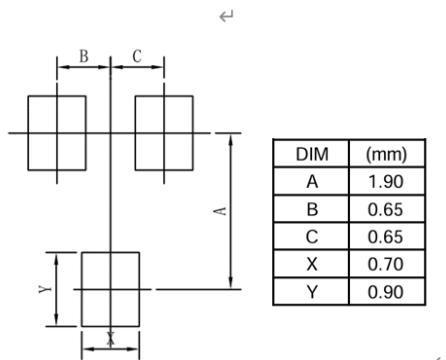 B C
A
Y
X
DIM (mm)
A 1.90
B 0.65
C 0.65
X 0.70
Y 0.90